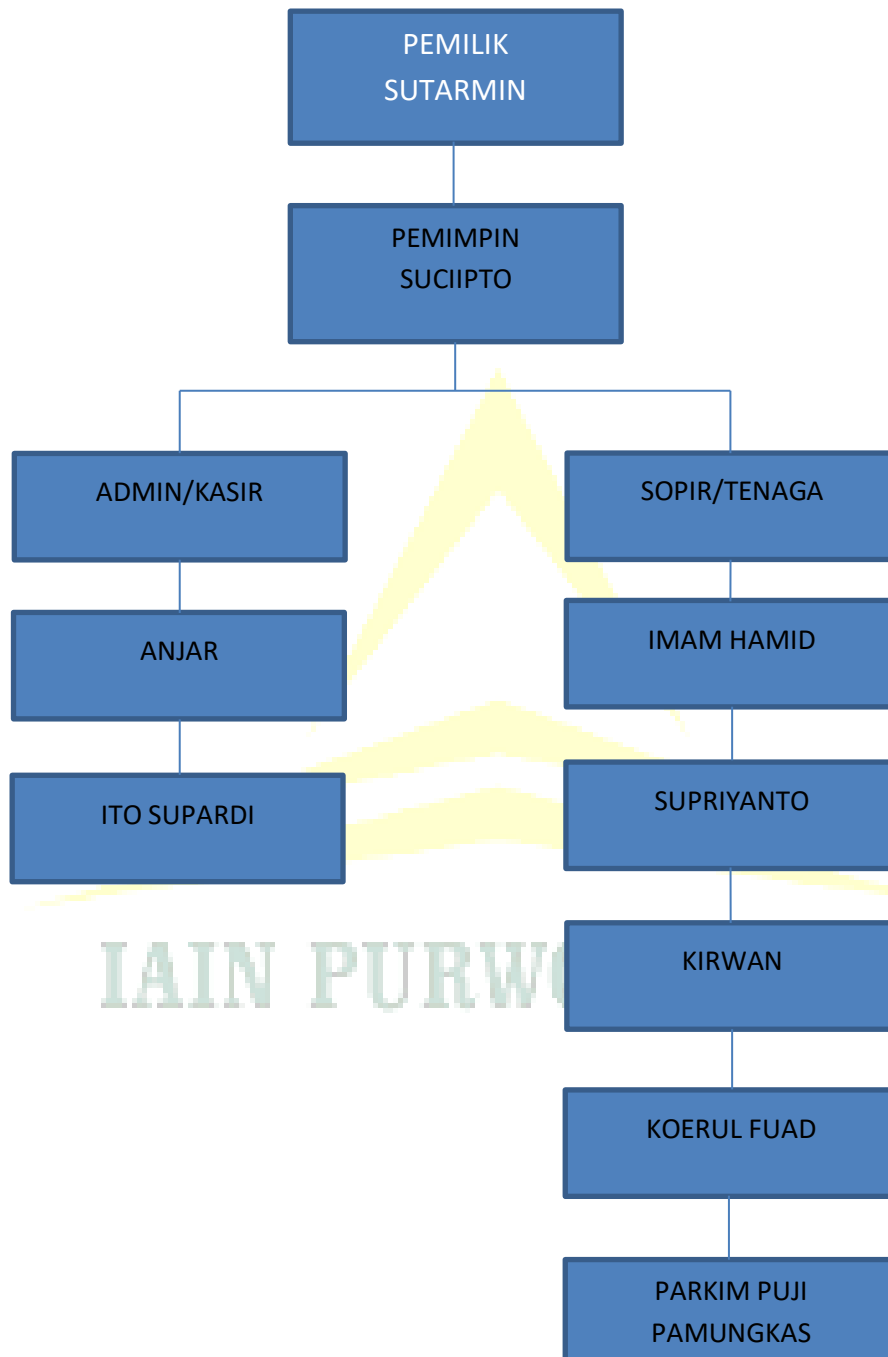 PEMILIK
SUTARMIN
PEMIMPIN
SUCIIPTO
ADMIN/KASIR
SOPIR/TENAGA
ANJAR
IMAM HAMID
ITO SUPARDI
SUPRIYANTO
IAIN
KIRWAN
KOERUL FUAD
PARKIM PUJI
PAMUNGKAS